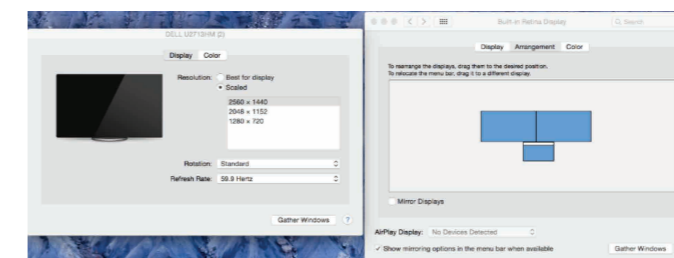 DELL U2713HM (2)
Display Color
Resolution: Best for display
Scaled
2560 × 1440
2048 × 1152
1280 × 720
Rotation: Standard
Refresh Rate: 59.9 Hertz
Gather Windows ?
Built-in Retina Display
Search
Display Arrangement Color
To rearrange the displays, drag them to the desired position.
To relocate the menu bar, drag it to a different display.
Mirror Displays
AirPlay Display: No Devices Detected
Show mirroring options in the menu bar when available
Gather Windows